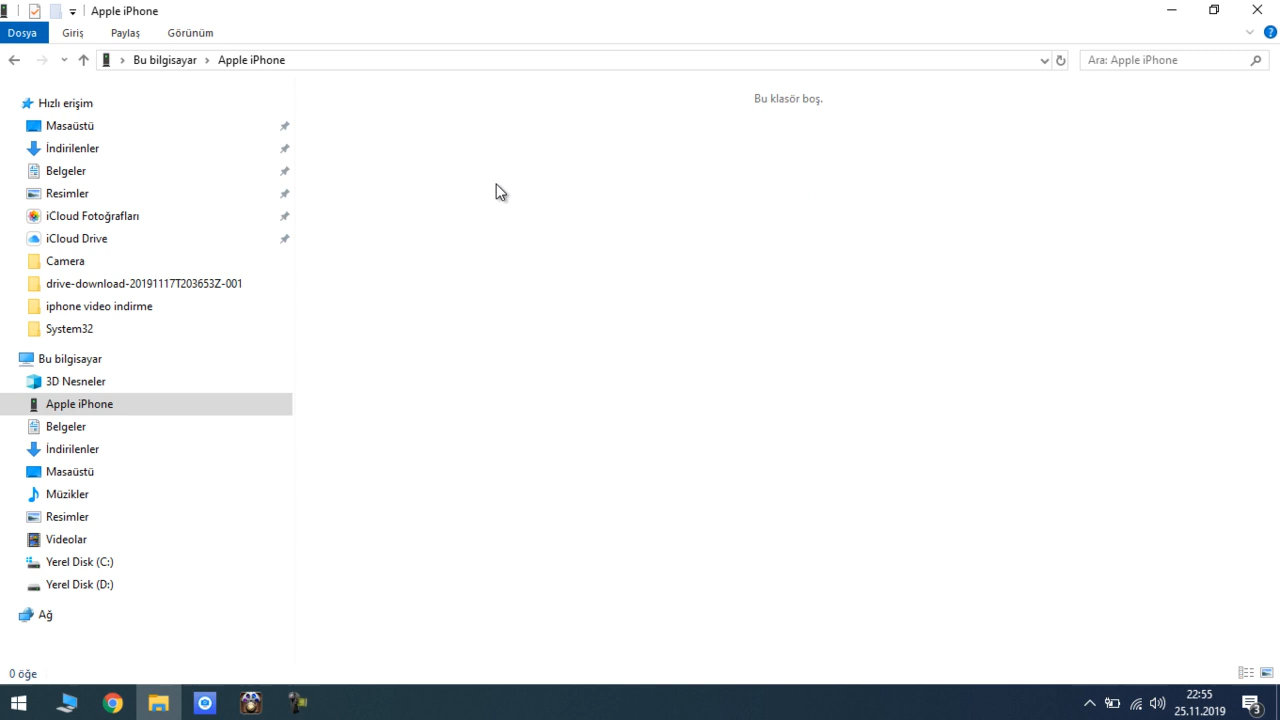 Apple iPhone
Dosya Giriş Paylaş Görünüm
Bu bilgisayar Apple iPhone
Ara: Apple iPhone
Bu klasör boş.
Hızlı erişim
Masaüstü
İndirilenler
Belgeler
Resimler
iCloud Fotoğrafları
iCloud Drive
Camera
drive-download-20191117T203653Z-001
iphone video indirme
System32
Bu bilgisayar
3D Nesneler
Apple iPhone
Belgeler
İndirilenler
Masaüstü
Müzikler
Resimler
Videolar
Yerel Disk (C:)
Yerel Disk (D:)
Ağ
0 öğe
22:55
25.11.2019
3